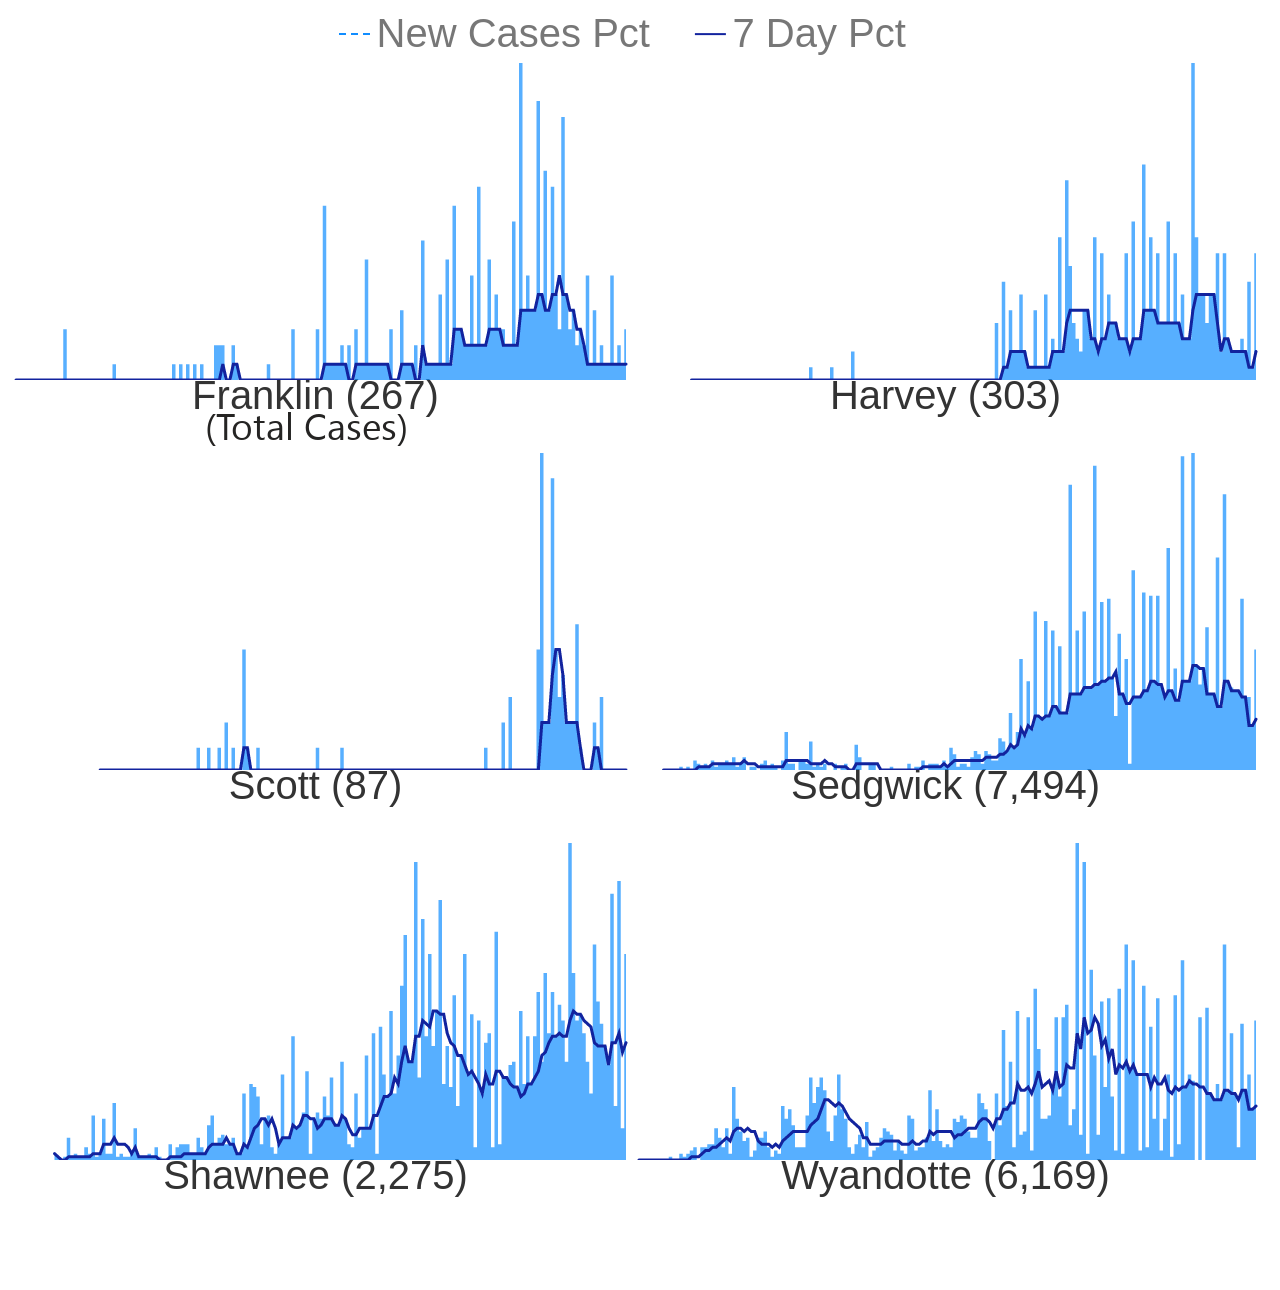 New Cases Pct 7 Day Pct
Franklin (267) Harvey (303)
(Total Cases)
Scott (87) Sedgwick (7,494)
Shawnee (2,275) Wyandotte (6,169)